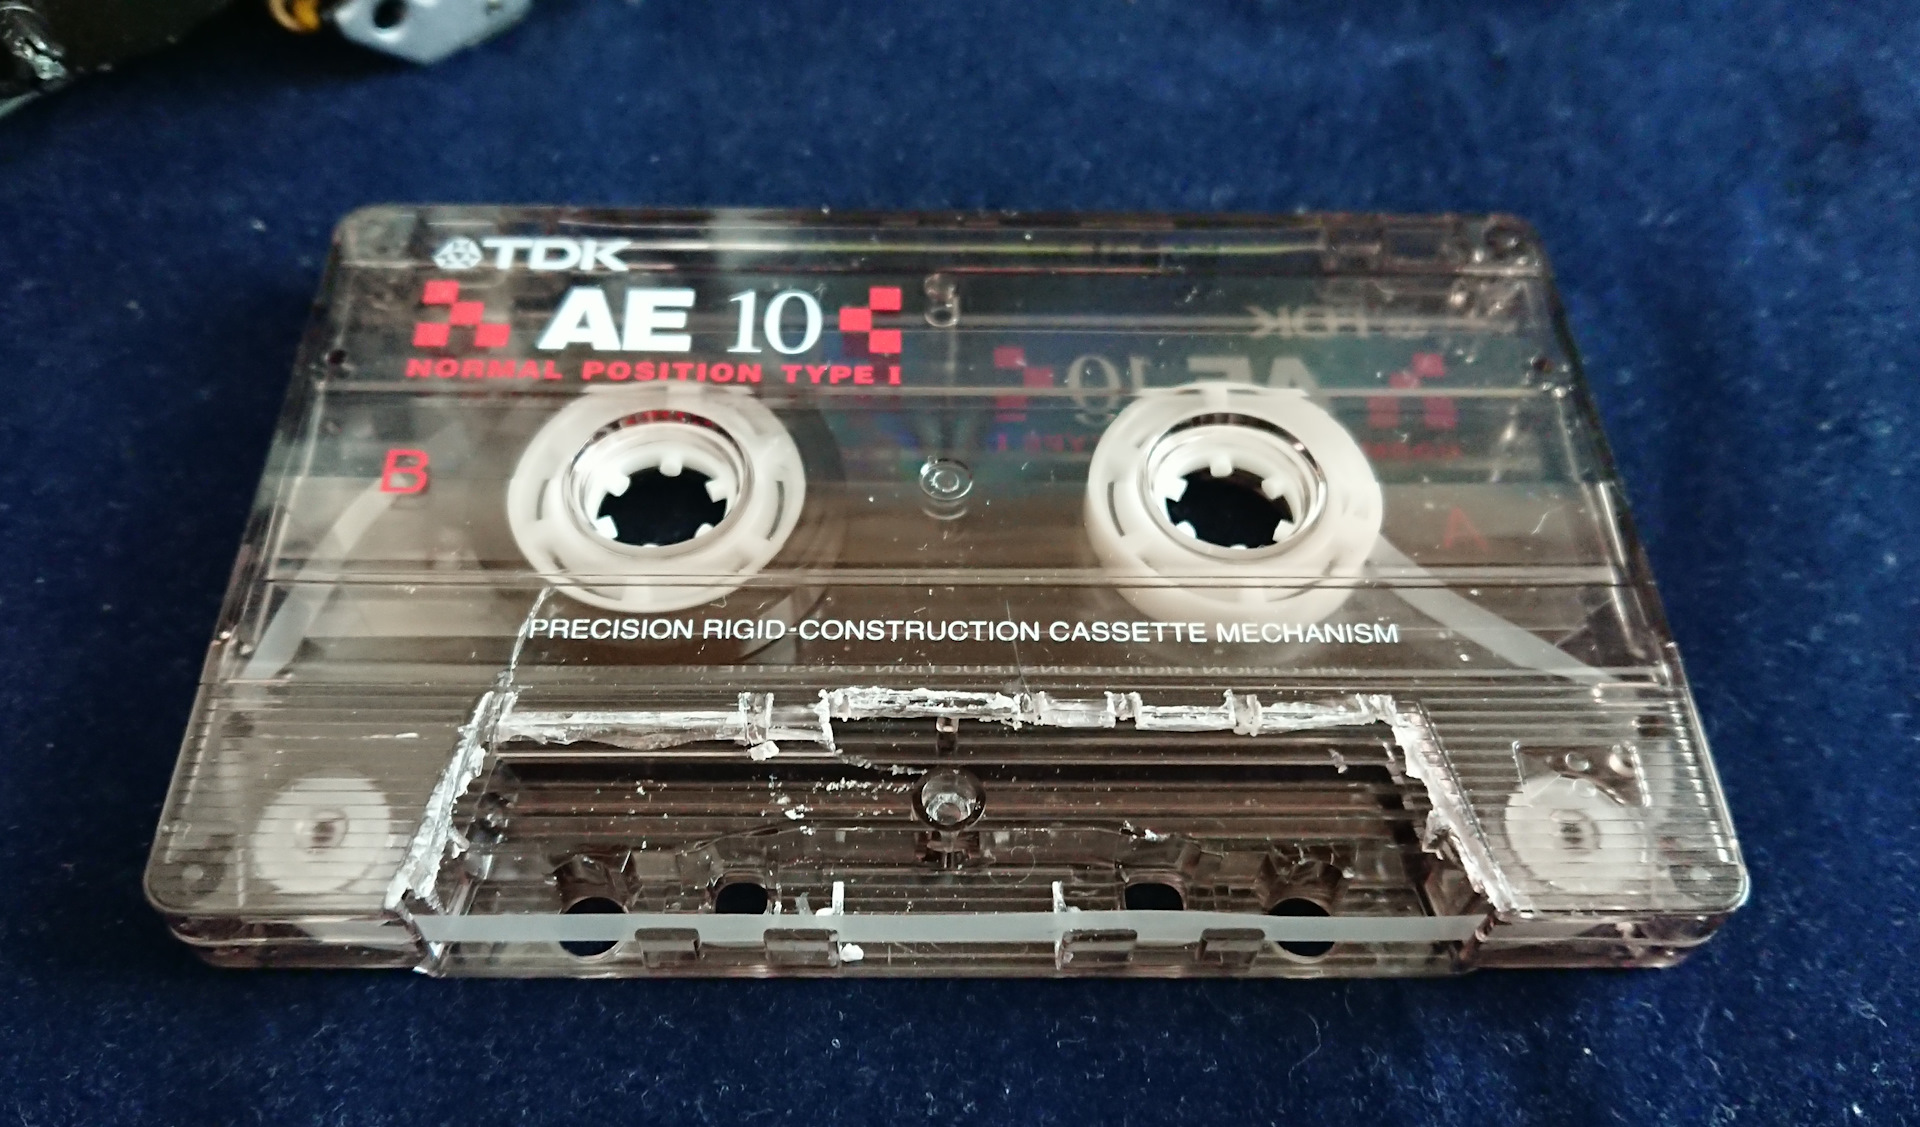 TDK
AE 10
NORMAL POSITION TYPE I
B
A
PRECISION RIGID-CONSTRUCTION CASSETTE MECHANISM